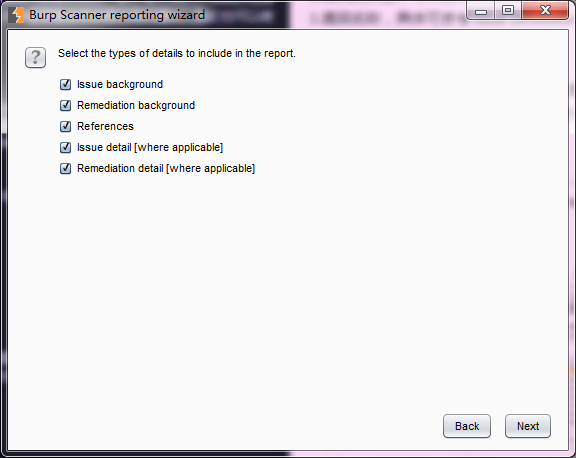 Burp Scanner reporting wizard
Select the types of details to include in the report.
Issue background
Remediation background
References
Issue detail [where applicable]
Remediation detail [where applicable]
Back
Next